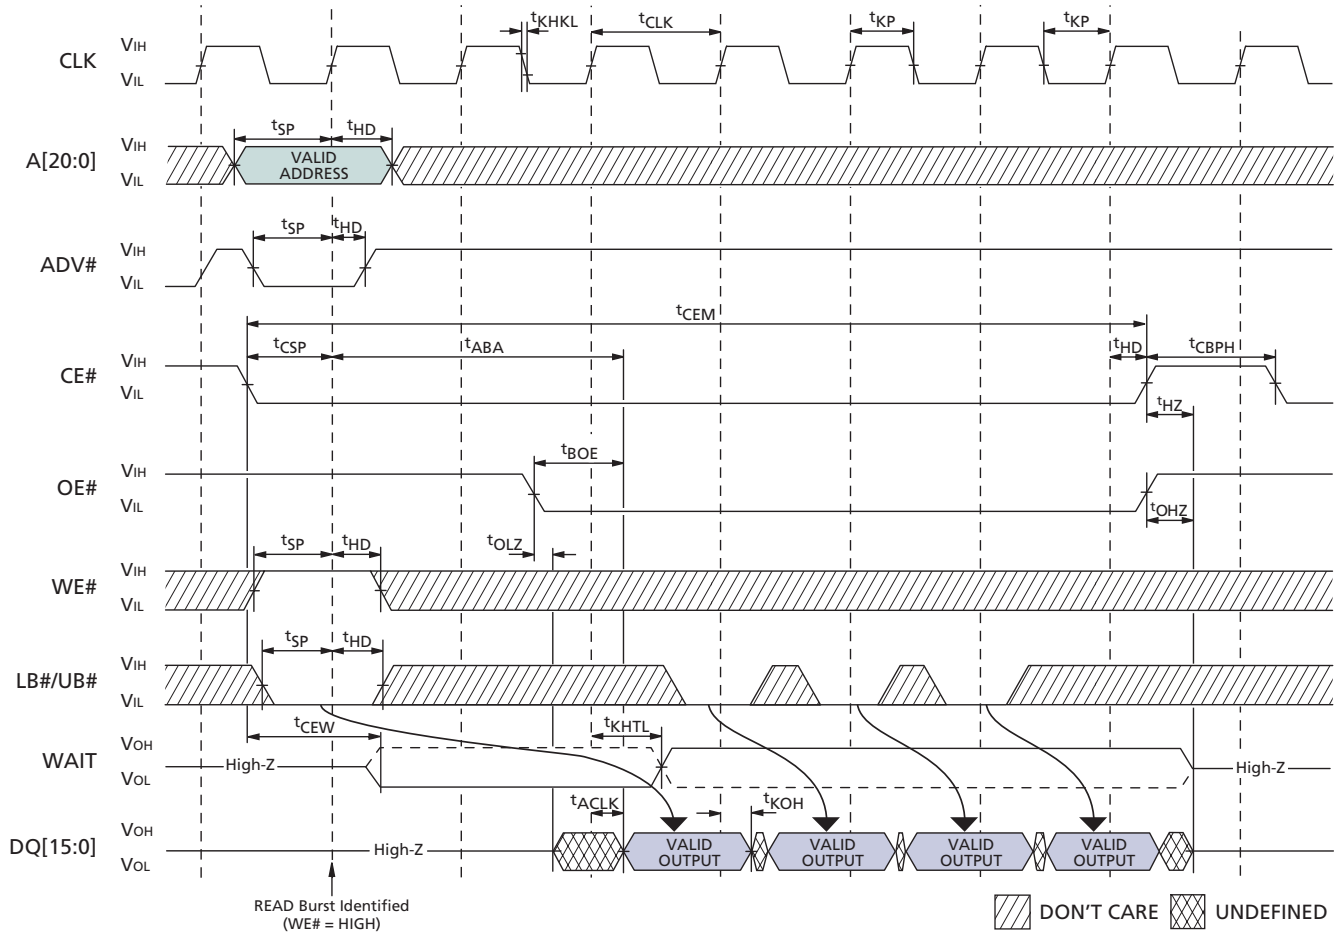 tKHKL tCLK tKP tKP
CLK VIH
VIL
tSP tHD
A[20:0] VIH
VIL
VALID
ADDRESS
tSP tHD
ADV# VIH
VIL
tCEM
tCSP tABA tHD tCBPH
CE# VIH
VIL
tHZ
tBOE
OE# VIH
VIL
tOHZ
tSP tHD tOLZ
WE# VIH
VIL
tSP tHD
LB#/UB# VIH
VIL
tCEW tKHTL
WAIT VOH
VOL
High-Z High-Z
tACLK tKOH
DQ[15:0] VOH
VOL
High-Z
VALID
OUTPUT
VALID
OUTPUT
VALID
OUTPUT
VALID
OUTPUT
READ Burst Identified
(WE# = HIGH)
DON'T CARE UNDEFINED